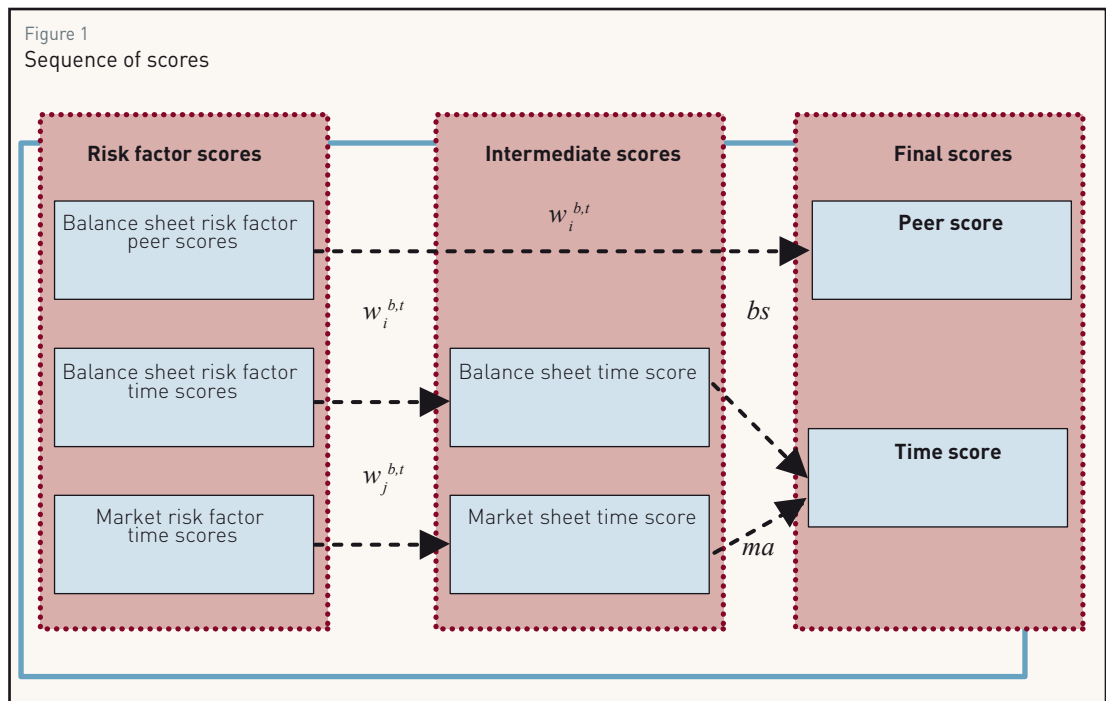 Figure 1
Sequence of scores
Risk factor scores
Intermediate scores
Final scores
Balance sheet risk factor
peer scores
w_i^{b,t}
Peer score
w_i^{b,t}
bs
Balance sheet risk factor
time scores
Balance sheet time score
Time score
w_j^{b,t}
Market risk factor
time scores
Market sheet time score
ma